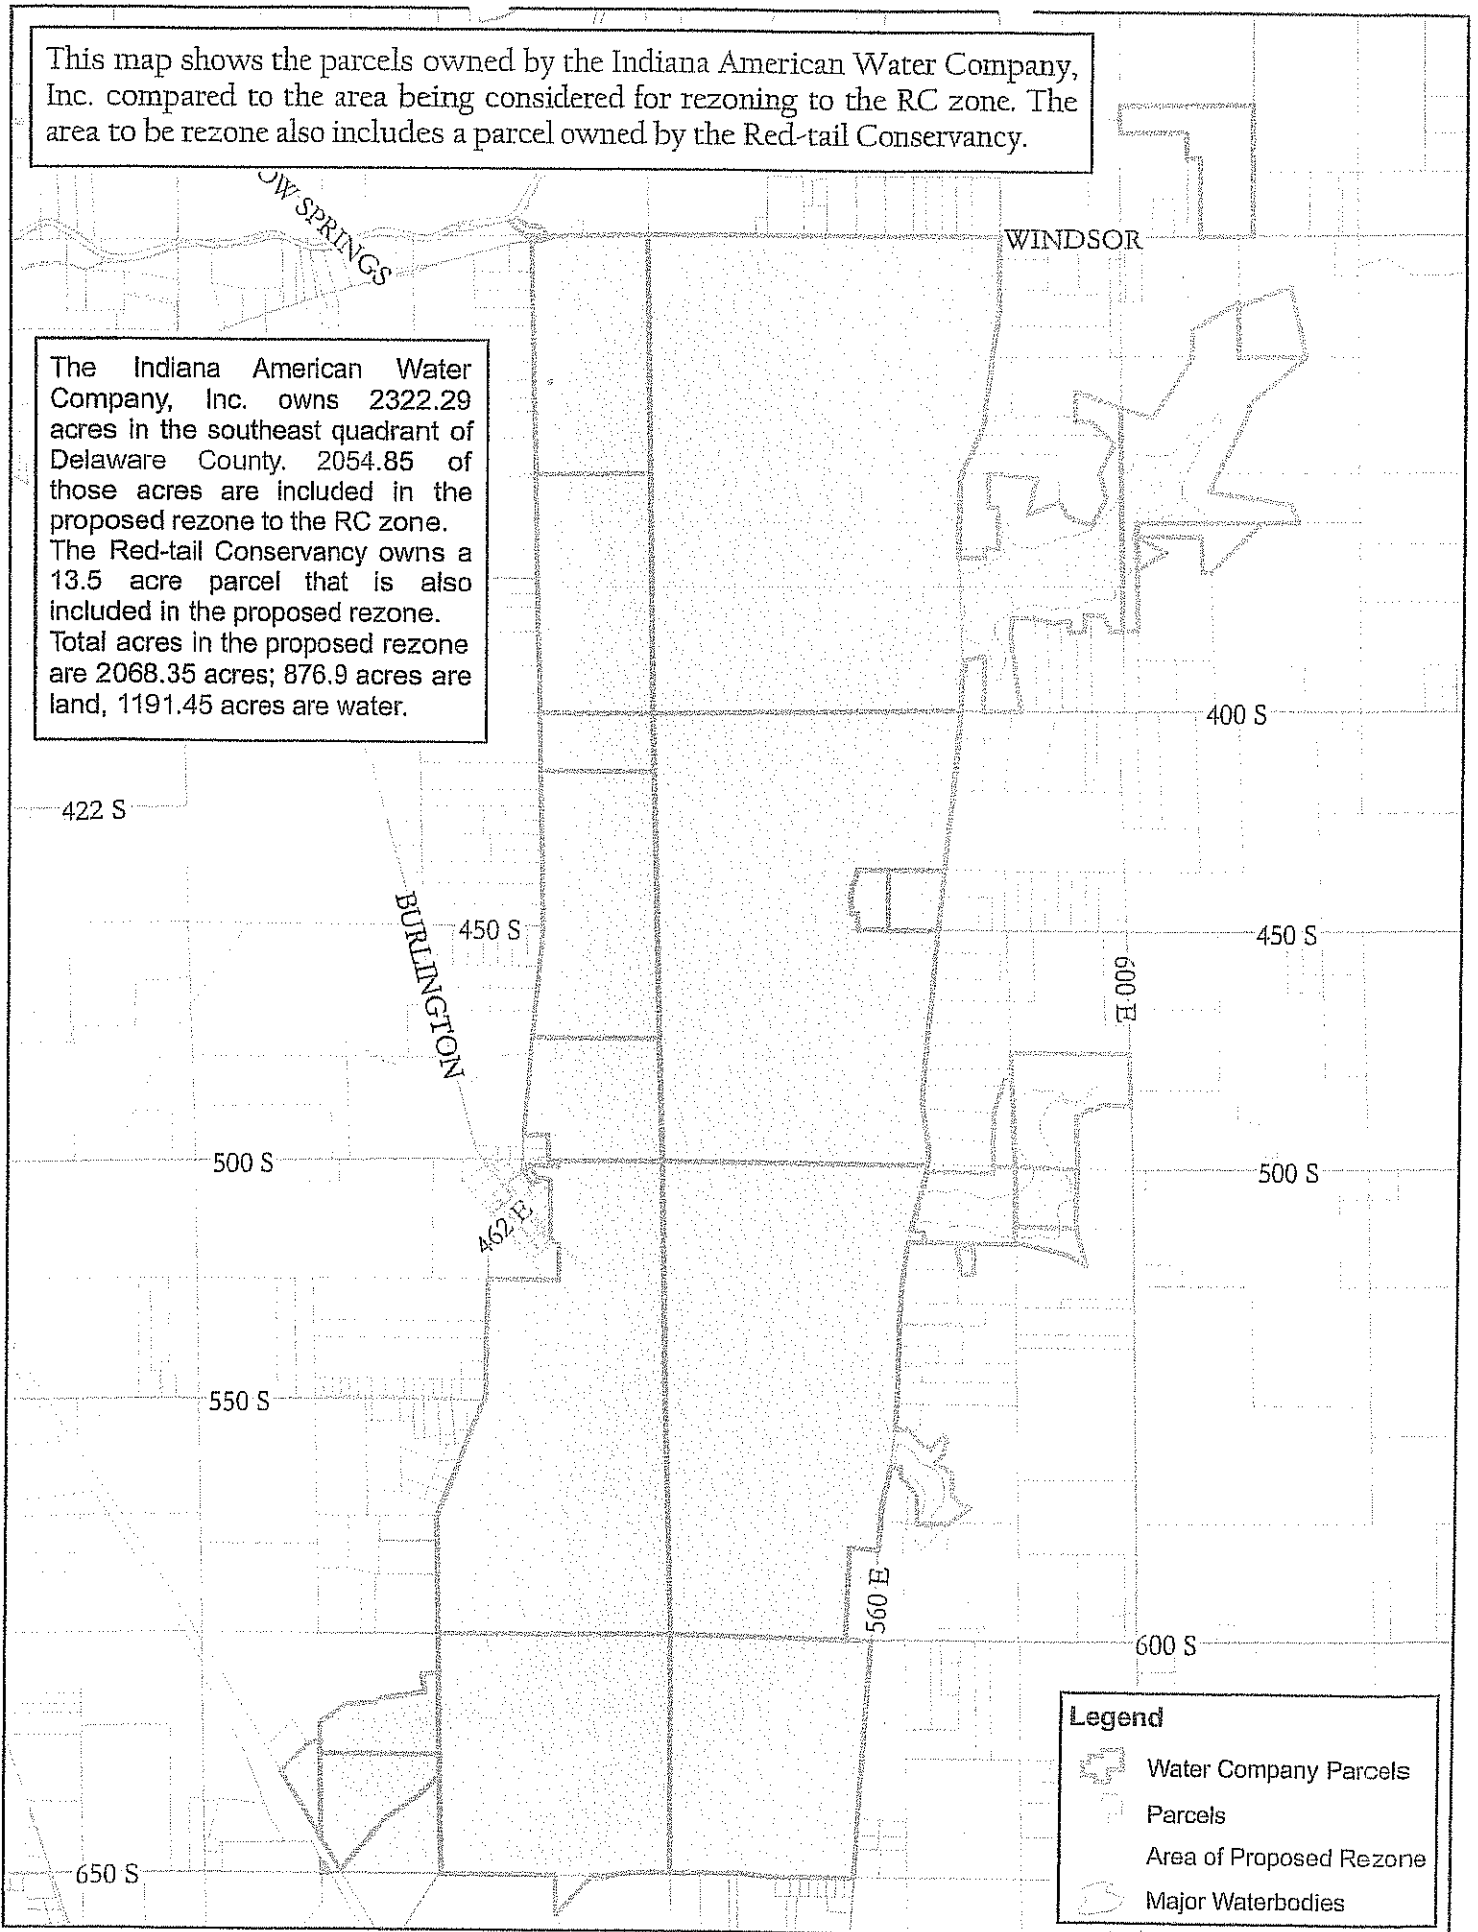 This map shows the parcels owned by the Indiana American Water Company,
Inc. compared to the area being considered for rezoning to the RC zone. The
area to be rezone also includes a parcel owned by the Red-tail Conservancy.
OW SPRINGS
WINDSOR
The Indiana American Water
Company, Inc. owns 2322.29
acres in the southeast quadrant of
Delaware County. 2054.85 of
those acres are included in the
proposed rezone to the RC zone.
The Red-tail Conservancy owns a
13.5 acre parcel that is also
included in the proposed rezone.
Total acres in the proposed rezone
are 2068.35 acres; 876.9 acres are
land, 1191.45 acres are water.
400 S
422 S
BURLINGTON
450 S
450 S
600 E
500 S
500 S
462 E
550 S
560 E
600 S
650 S
Legend
Water Company Parcels
Parcels
Area of Proposed Rezone
Major Waterbodies